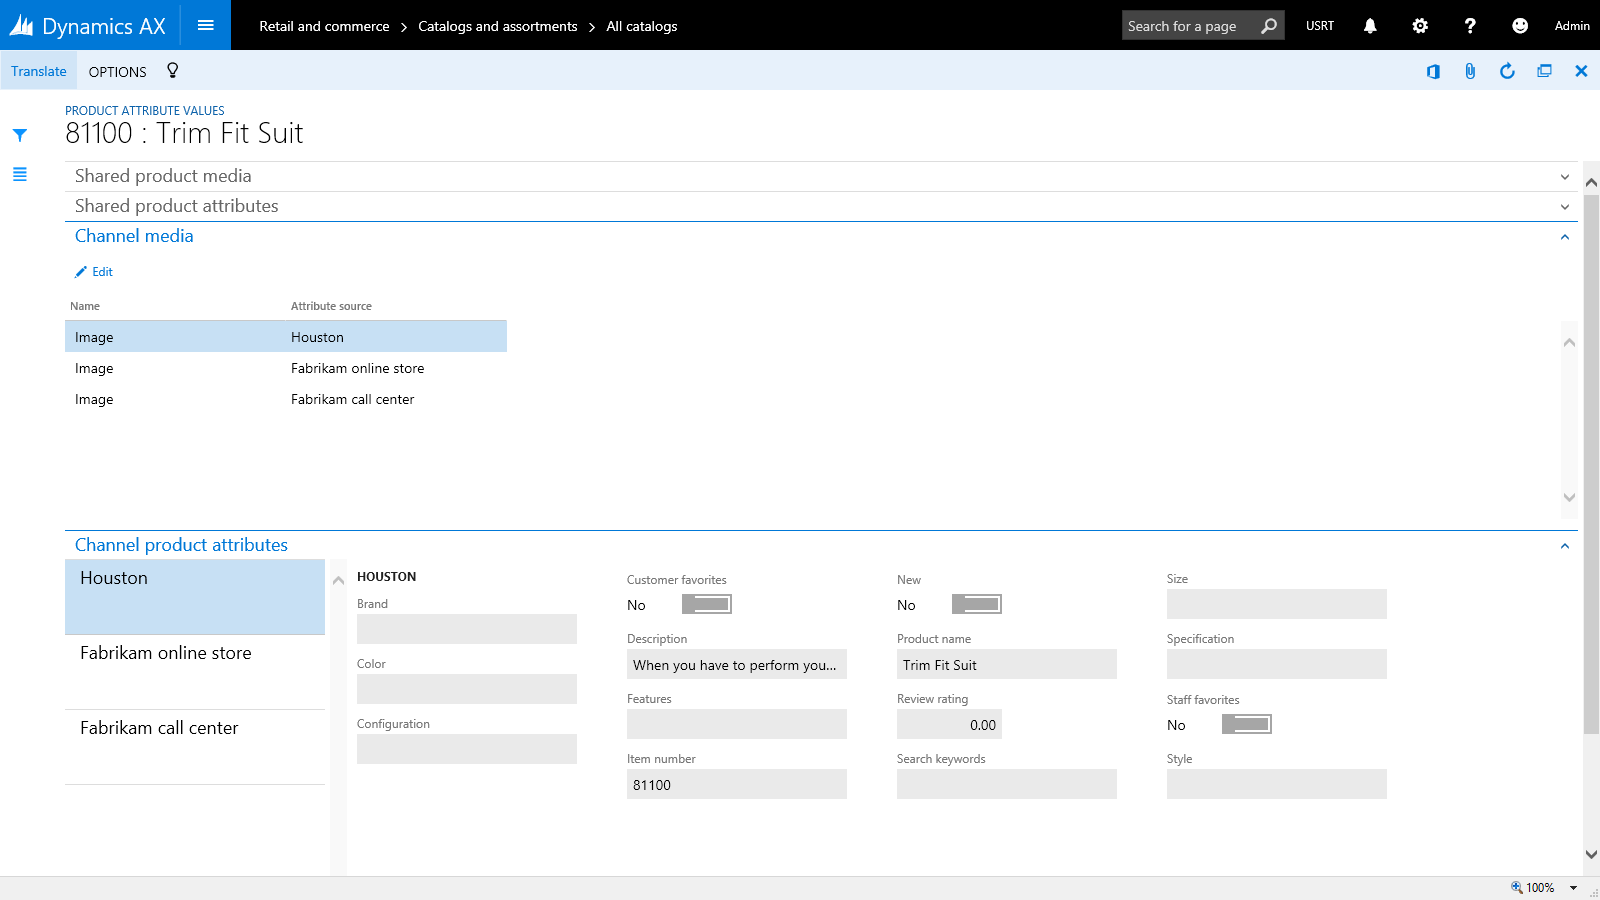 Dynamics AX
Retail and commerce > Catalogs and assortments > All catalogs
Search for a page
USRT
?
Admin
Translate
OPTIONS
PRODUCT ATTRIBUTE VALUES
81100 : Trim Fit Suit
Shared product media
Shared product attributes
Channel media
Edit
Name Attribute source
Image Houston
Image Fabrikam online store
Image Fabrikam call center
Channel product attributes
Houston
Fabrikam online store
Fabrikam call center
HOUSTON
Brand
Color
Configuration
Customer favorites
No
Description
When you have to perform you...
Features
Item number
81100
New
No
Product name
Trim Fit Suit
Review rating
0.00
Search keywords
Size
Specification
Staff favorites
No
Style
100%